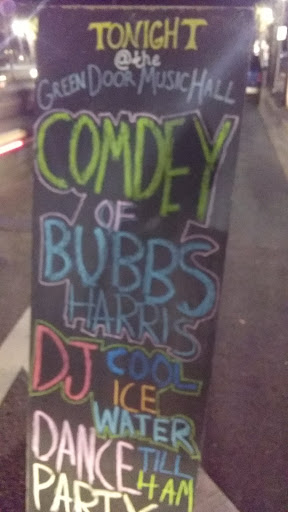 TONIGHT
@the
GREEN DOOR MUSIC HALL
COMDEY
OF
BUBBS
HARRIS
DJ COOL
ICE
WATER
DANCE TILL
PARTY 4AM